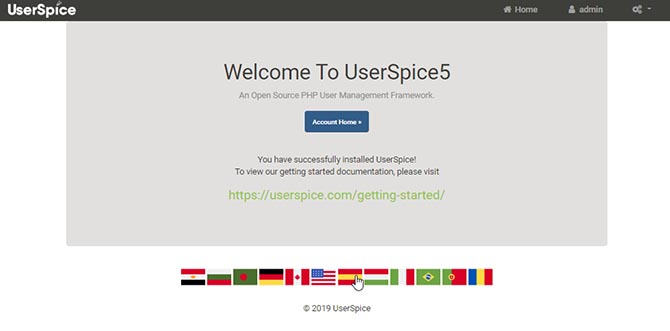 UserSpice
Home
admin
Welcome To UserSpice5
An Open Source PHP User Management Framework.
Account Home »
You have successfully installed UserSpice!
To view our getting started documentation, please visit
https://userspice.com/getting-started/
© 2019 UserSpice